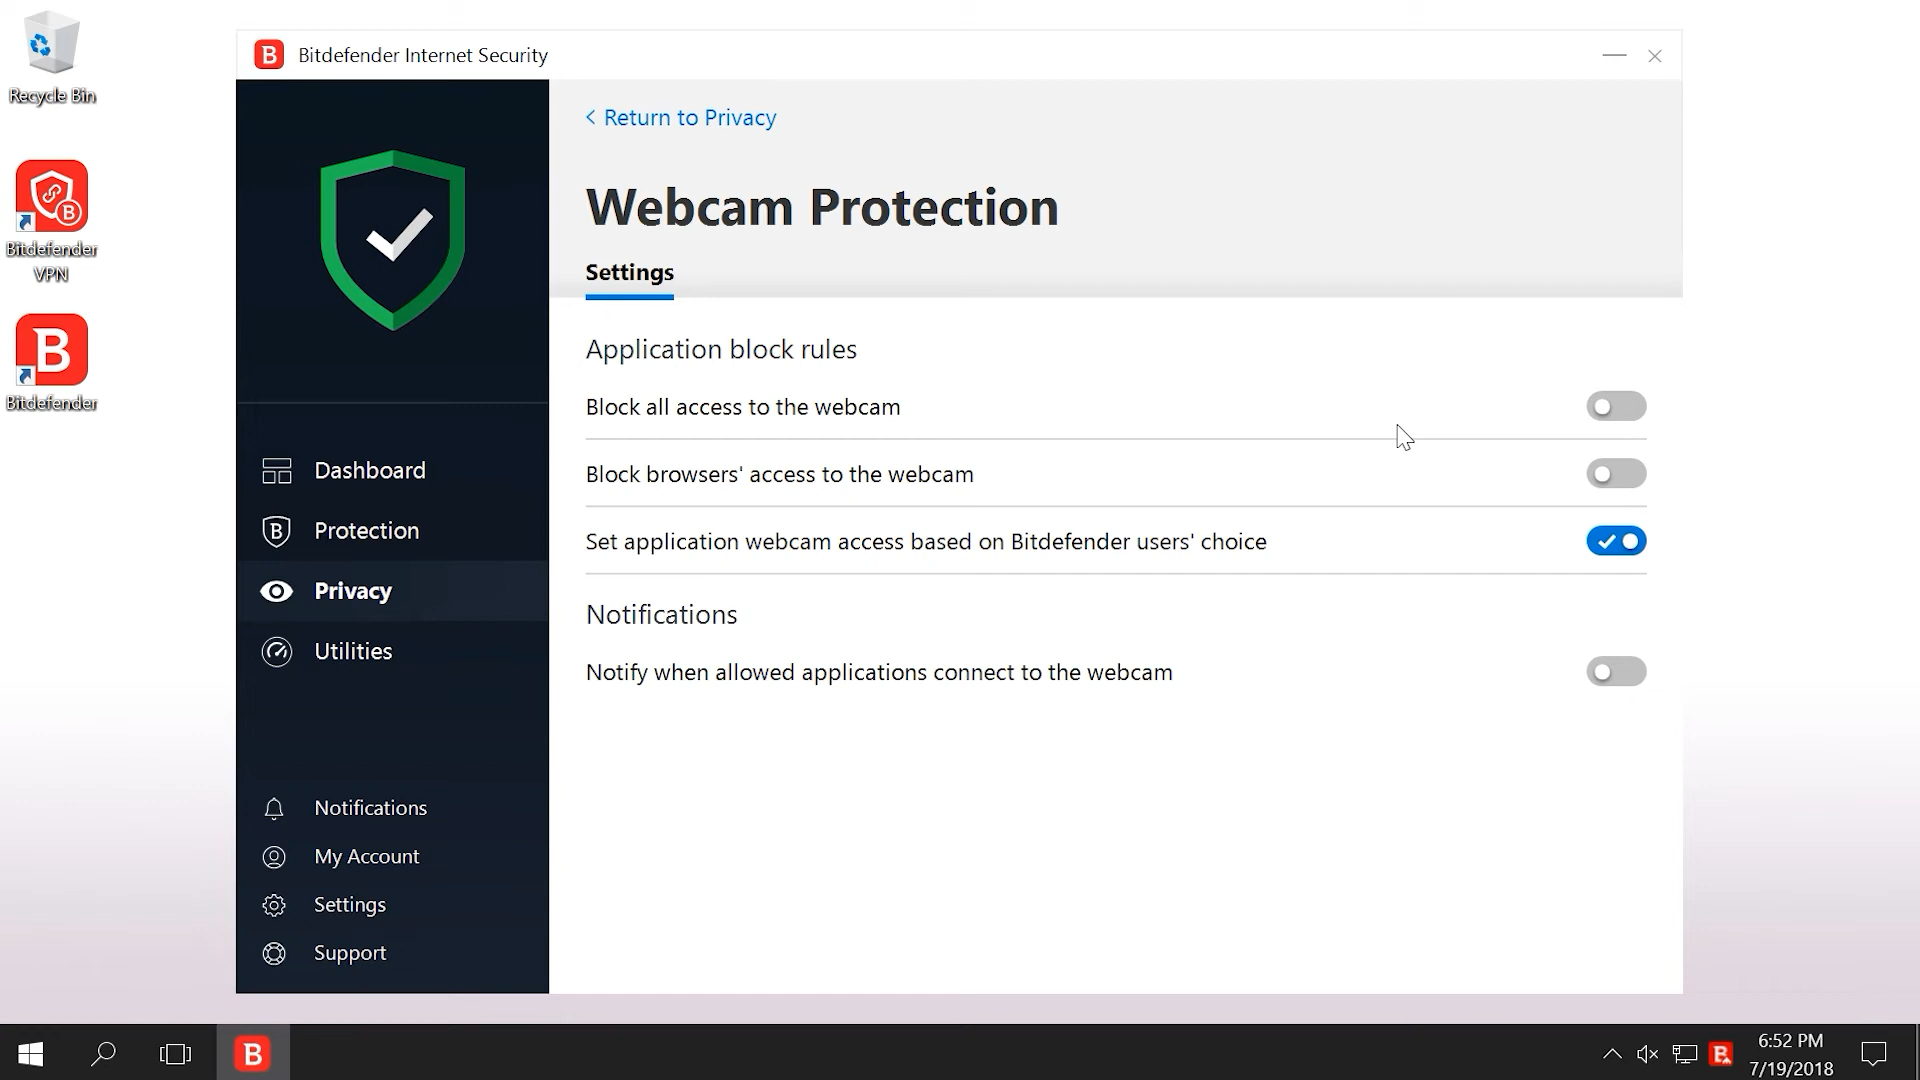 Recycle Bin
Bitdefender
VPN
Bitdefender
B Bitdefender Internet Security
Dashboard
Protection
Privacy
Utilities
Notifications
My Account
Settings
Support
< Return to Privacy
Webcam Protection
Settings
Application block rules
Block all access to the webcam
Block browsers' access to the webcam
Set application webcam access based on Bitdefender users' choice
Notifications
Notify when allowed applications connect to the webcam
6:52 PM
7/19/2018